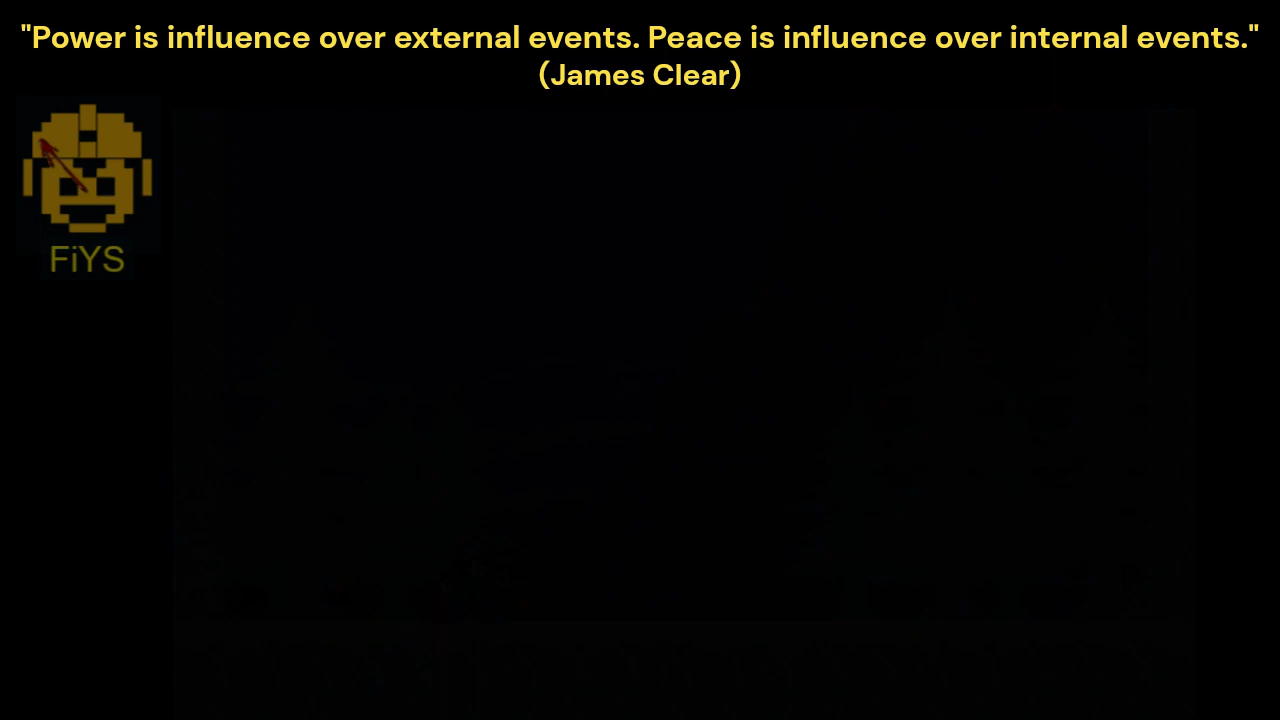 "Power is influence over external events. Peace is influence over internal events."
(James Clear)
FiYS